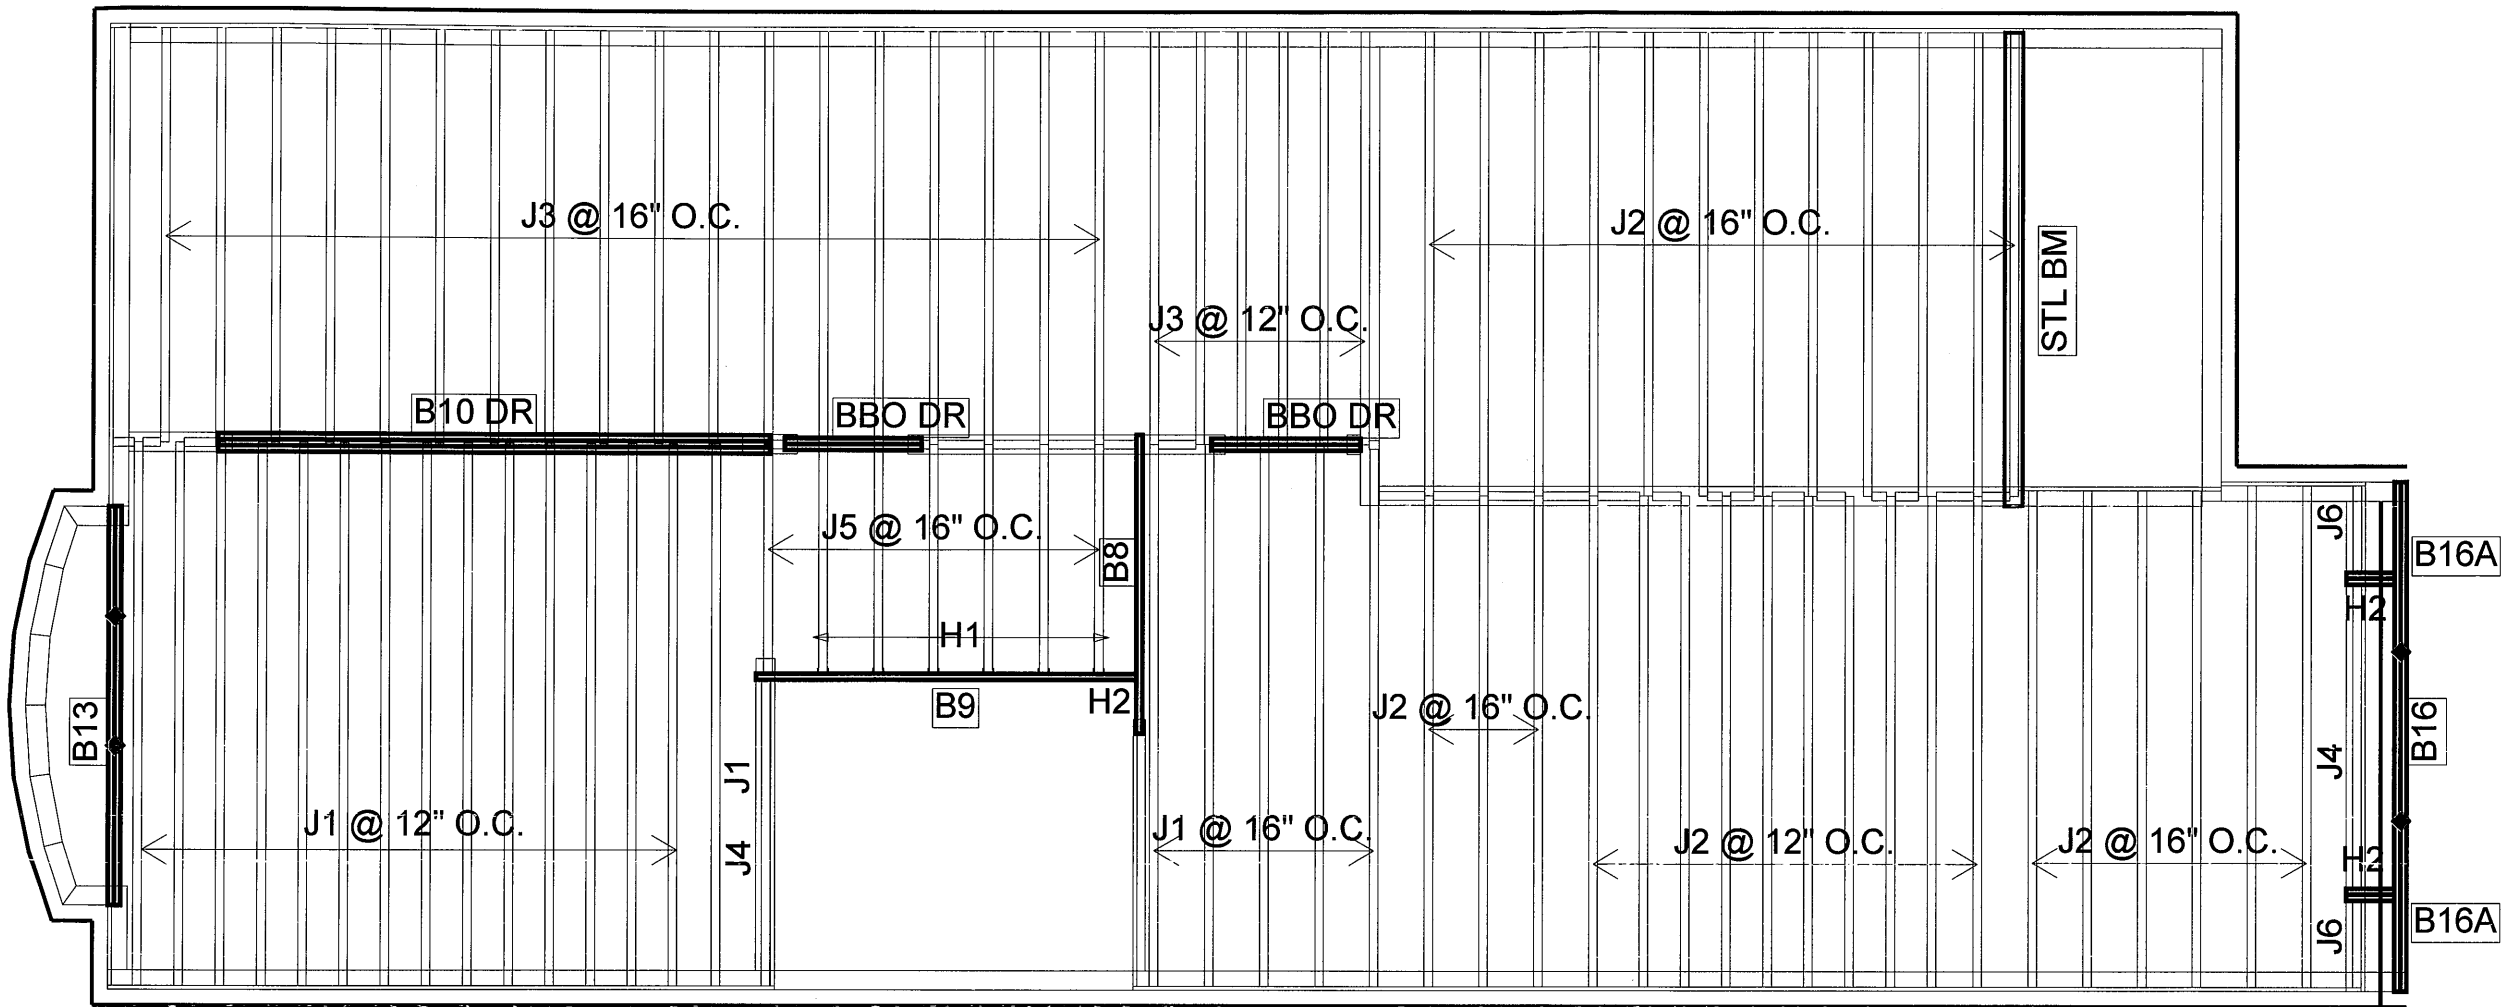 J3 @ 16" O.C.
J2 @ 16" O.C.
STL BM
J3 @ 12" O.C.
B10 DR
BBO DR
BBO DR
J5 @ 16" O.C.
B8
J6
B16A
H2
H1
B9
H2
J2 @ 16" O.C.
B13
B16
J1
J4
J4
J1 @ 12" O.C.
J1 @ 16" O.C.
J2 @ 12" O.C.
J2 @ 16" O.C.
H2
J6
B16A